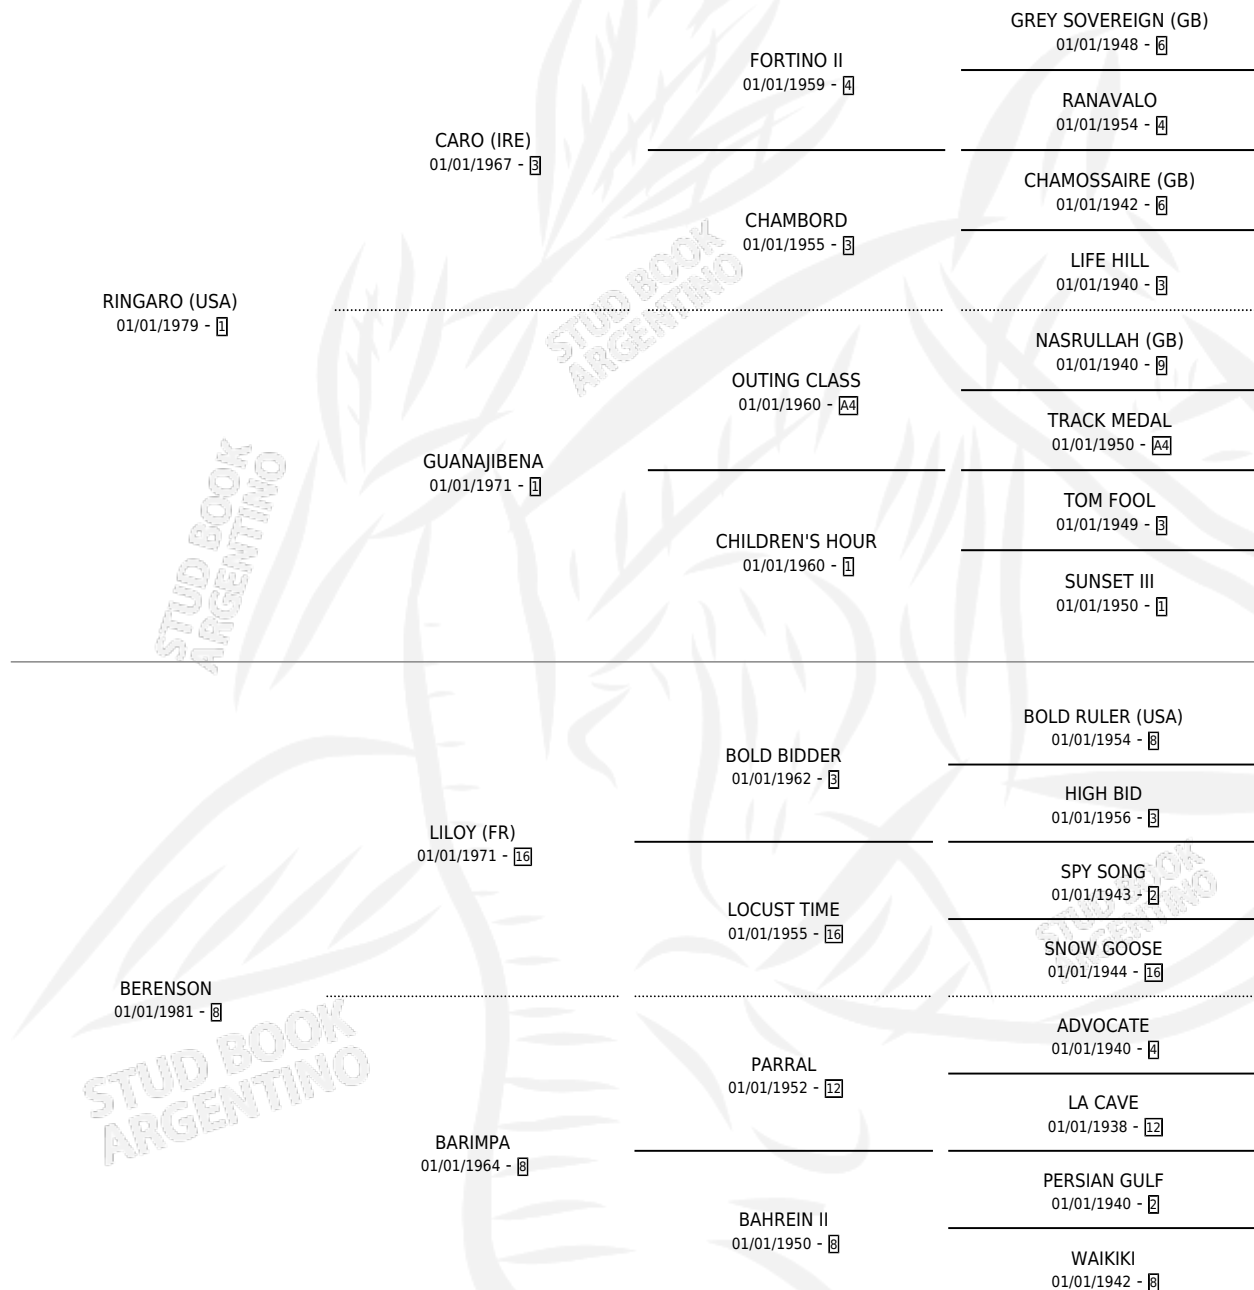 GREY SOVEREIGN (GB)
01/01/1948 - 6
FORTINO II
01/01/1959 - 4
RANAVALO
01/01/1954 - 4
CARO (IRE)
01/01/1967 - 3
CHAMOSSAIRE (GB)
01/01/1942 - 6
CHAMBORD
01/01/1955 - 3
LIFE HILL
01/01/1940 - 3
RINGARO (USA)
01/01/1979 - 1
STUD BOOK
ARGENTINO
NASRULLAH (GB)
01/01/1940 - 9
OUTING CLASS
01/01/1960 - A4
TRACK MEDAL
01/01/1950 - A4
GUANAJIBENA
01/01/1971 - 1
TOM FOOL
01/01/1949 - 3
CHILDREN'S HOUR
01/01/1960 - 1
SUNSET III
01/01/1950 - 1
STUD BOOK
ARGENTINO
BOLD RULER (USA)
01/01/1954 - 8
BOLD BIDDER
01/01/1962 - 3
HIGH BID
01/01/1956 - 3
LILOY (FR)
01/01/1971 - 16
SPY SONG
01/01/1943 - 2
STUD BOOK
ARGENTINO
LOCUST TIME
01/01/1955 - 16
SNOW GOOSE
01/01/1944 - 16
BERENSON
01/01/1981 - 8
STUD BOOK
ARGENTINO
ADVOCATE
01/01/1940 - 4
PARRAL
01/01/1952 - 12
LA CAVE
01/01/1938 - 12
BARIMPA
01/01/1964 - 8
PERSIAN GULF
01/01/1940 - 2
BAHREIN II
01/01/1950 - 8
WAIKIKI
01/01/1942 - 8